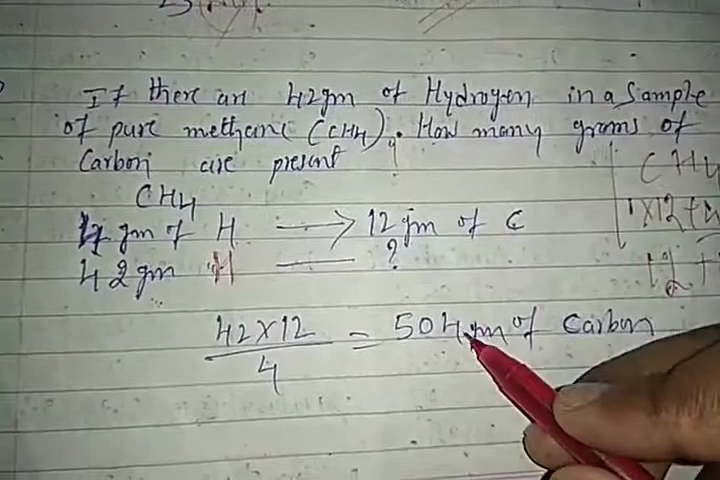 If there are 42gm of Hydrogen in a Sample
of pure methane (CH4). How many grams of
Carbon are present
CH4
4 gm of H → 12 gm of C
42 gm H — ?
42×12
4
= 504 gm of Carbon
CH4
1×12+
12+